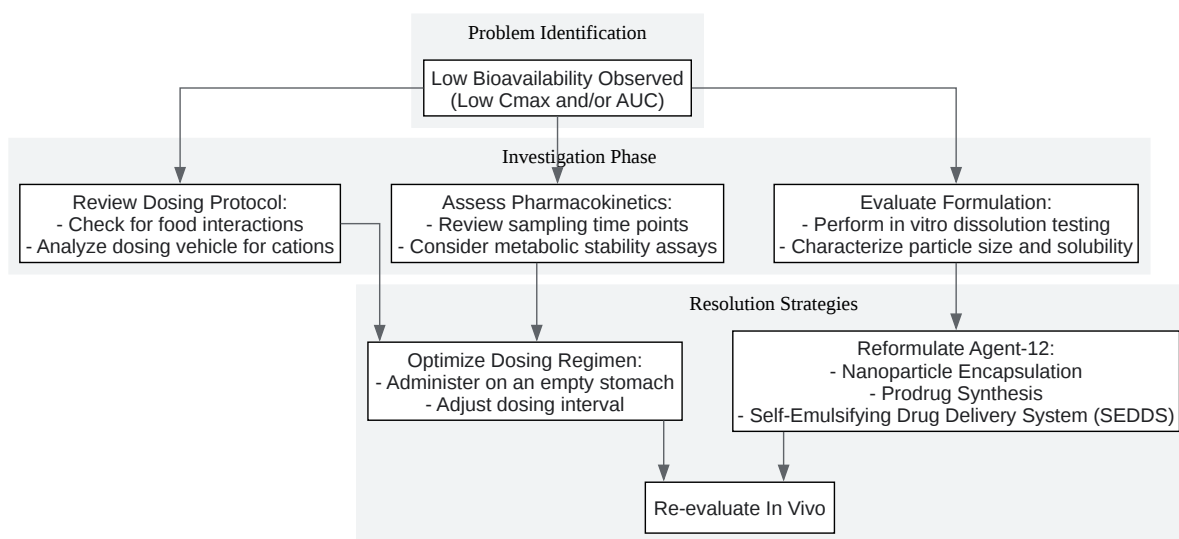 Problem Identification
Low Bioavailability Observed
(Low Cmax and/or AUC)
Investigation Phase
Review Dosing Protocol:
- Check for food interactions
- Analyze dosing vehicle for cations
Assess Pharmacokinetics:
- Review sampling time points
- Consider metabolic stability assays
Evaluate Formulation:
- Perform in vitro dissolution testing
- Characterize particle size and solubility
Resolution Strategies
Optimize Dosing Regimen:
- Administer on an empty stomach
- Adjust dosing interval
Reformulate Agent-12:
- Nanoparticle Encapsulation
- Prodrug Synthesis
- Self-Emulsifying Drug Delivery System (SEDDS)
Re-evaluate In Vivo